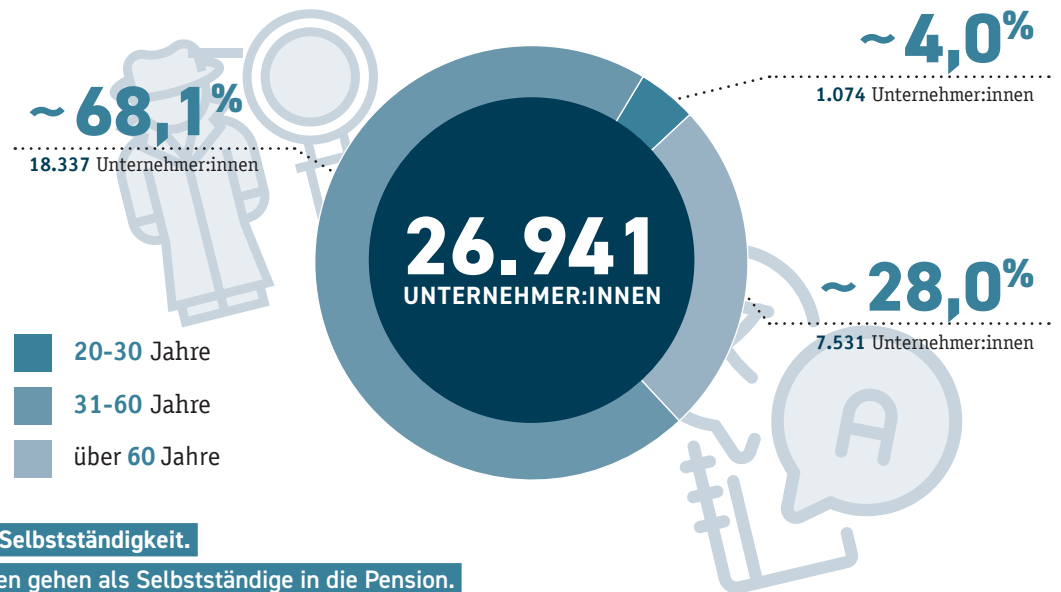 ~4,0%
1.074 Unternehmer:innen
~68,1%
18.337 Unternehmer:innen
26.941
UNTERNEHMER:INNEN
~28,0%
7.531 Unternehmer:innen
A
20-30 Jahre
31-60 Jahre
über 60 Jahre
Selbstständigkeit.
gehen als Selbstständige in die Pension.